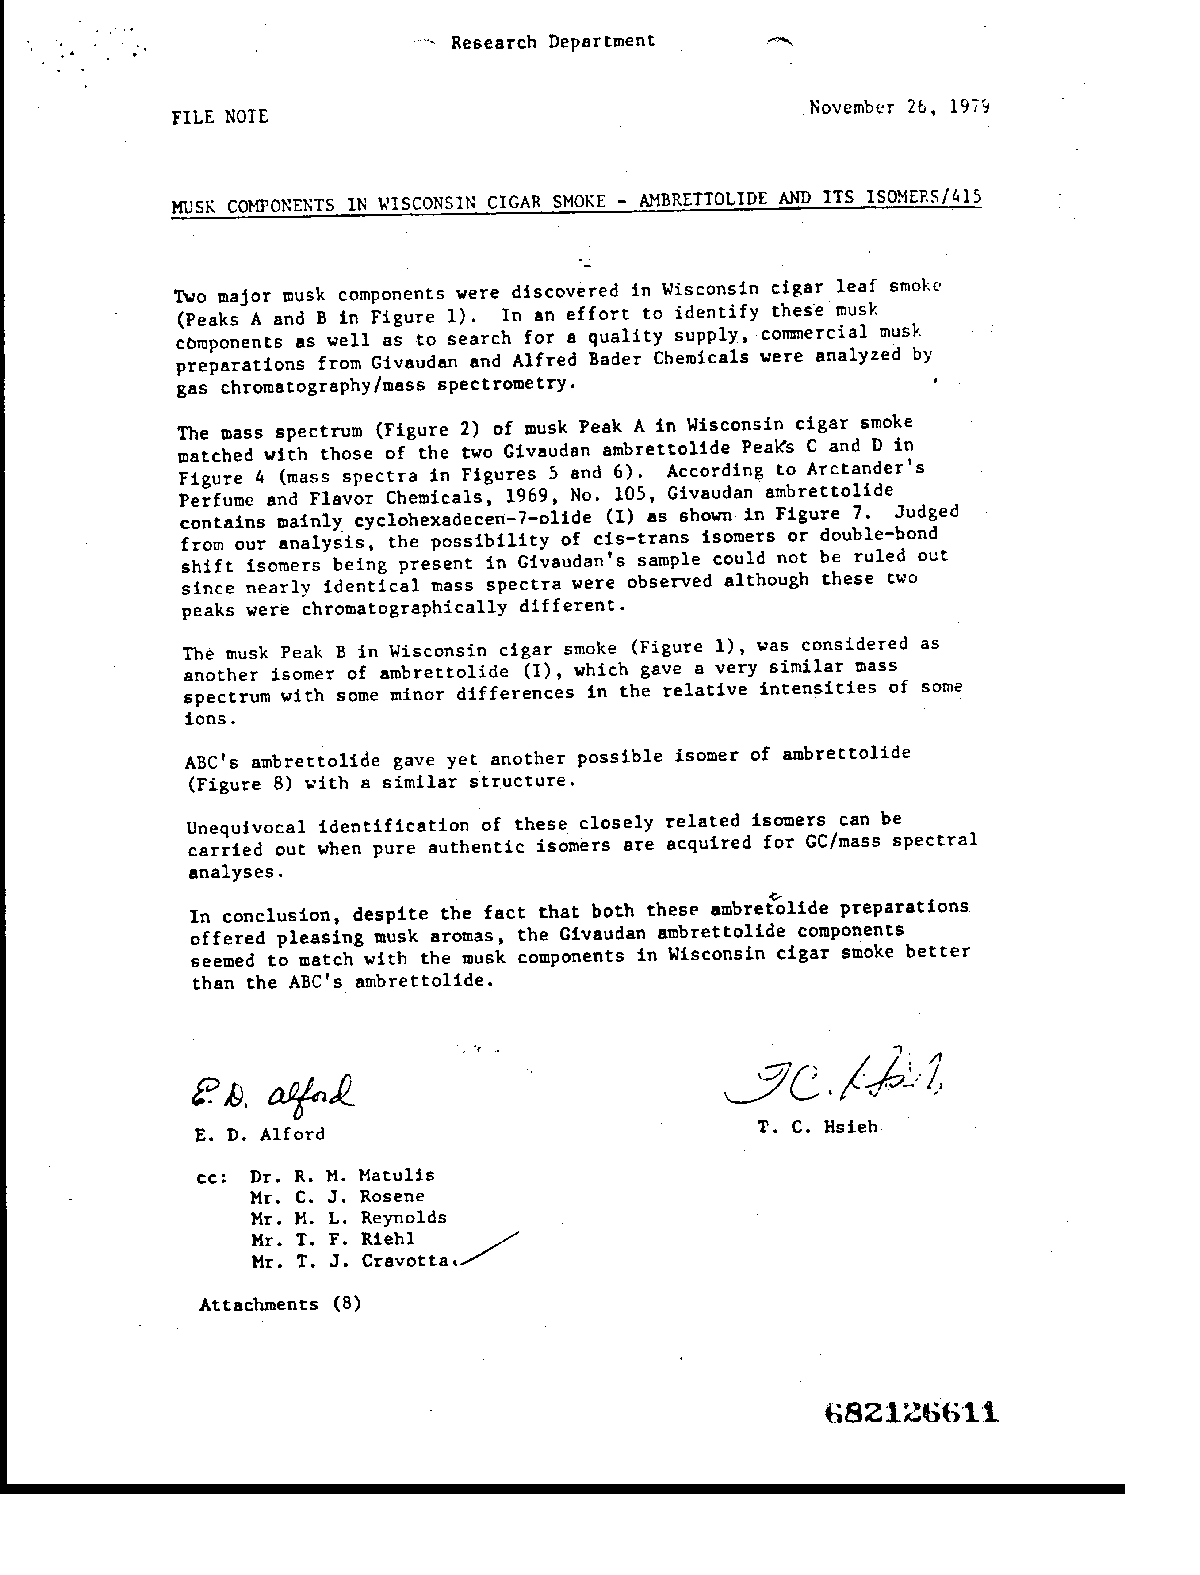 Research Department
FILE NOTE
November 26, 1979
MUSK COMPONENTS IN WISCONSIN CIGAR SMOKE - AMBRETTOLIDE AND ITS ISOMERS/415
Two major musk components were discovered in Wisconsin cigar leaf smoke
(Peaks A and B in Figure 1). In an effort to identify these musk
components as well as to search for a quality supply, commercial musk
preparations from Givaudan and Alfred Bader Chemicals were analyzed by
gas chromatography/mass spectrometry.
The mass spectrum (Figure 2) of musk Peak A in Wisconsin cigar smoke
matched with those of the two Givaudan ambrettolide Peaks C and D in
Figure 4 (mass spectra in Figures 5 and 6). According to Arctander's
Perfume and Flavor Chemicals, 1969, No. 105, Givaudan ambrettolide
contains mainly cyclohexadecen-7-olide (I) as shown in Figure 7. Judged
from our analysis, the possibility of cis-trans isomers or double-bond
shift isomers being present in Givaudan's sample could not be ruled out
since nearly identical mass spectra were observed although these two
peaks were chromatographically different.
The musk Peak B in Wisconsin cigar smoke (Figure 1), was considered as
another isomer of ambrettolide (I), which gave a very similar mass
spectrum with some minor differences in the relative intensities of some
ions.
ABC's ambrettolide gave yet another possible isomer of ambrettolide
(Figure 8) with a similar structure.
Unequivocal identification of these closely related isomers can be
carried out when pure authentic isomers are acquired for GC/mass spectral
analyses.
In conclusion, despite the fact that both these ambretolide preparations
offered pleasing musk aromas, the Givaudan ambrettolide components
seemed to match with the musk components in Wisconsin cigar smoke better
than the ABC's ambrettolide.
E. D. Alford
T. C. Hsieh
E. D. Alford
T. C. Hsieh
cc: Dr. R. M. Matulis
Mr. C. J. Rosene
Mr. M. L. Reynolds
Mr. T. F. Riehl
Mr. T. J. Cravotta
Attachments (8)
682126611